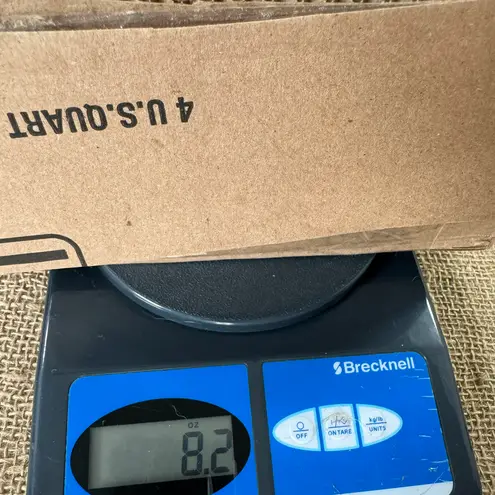 4 U.S.QUART
Brecknell
OZ
8.2
OFF
ON TARE
kg/lb
UNITS